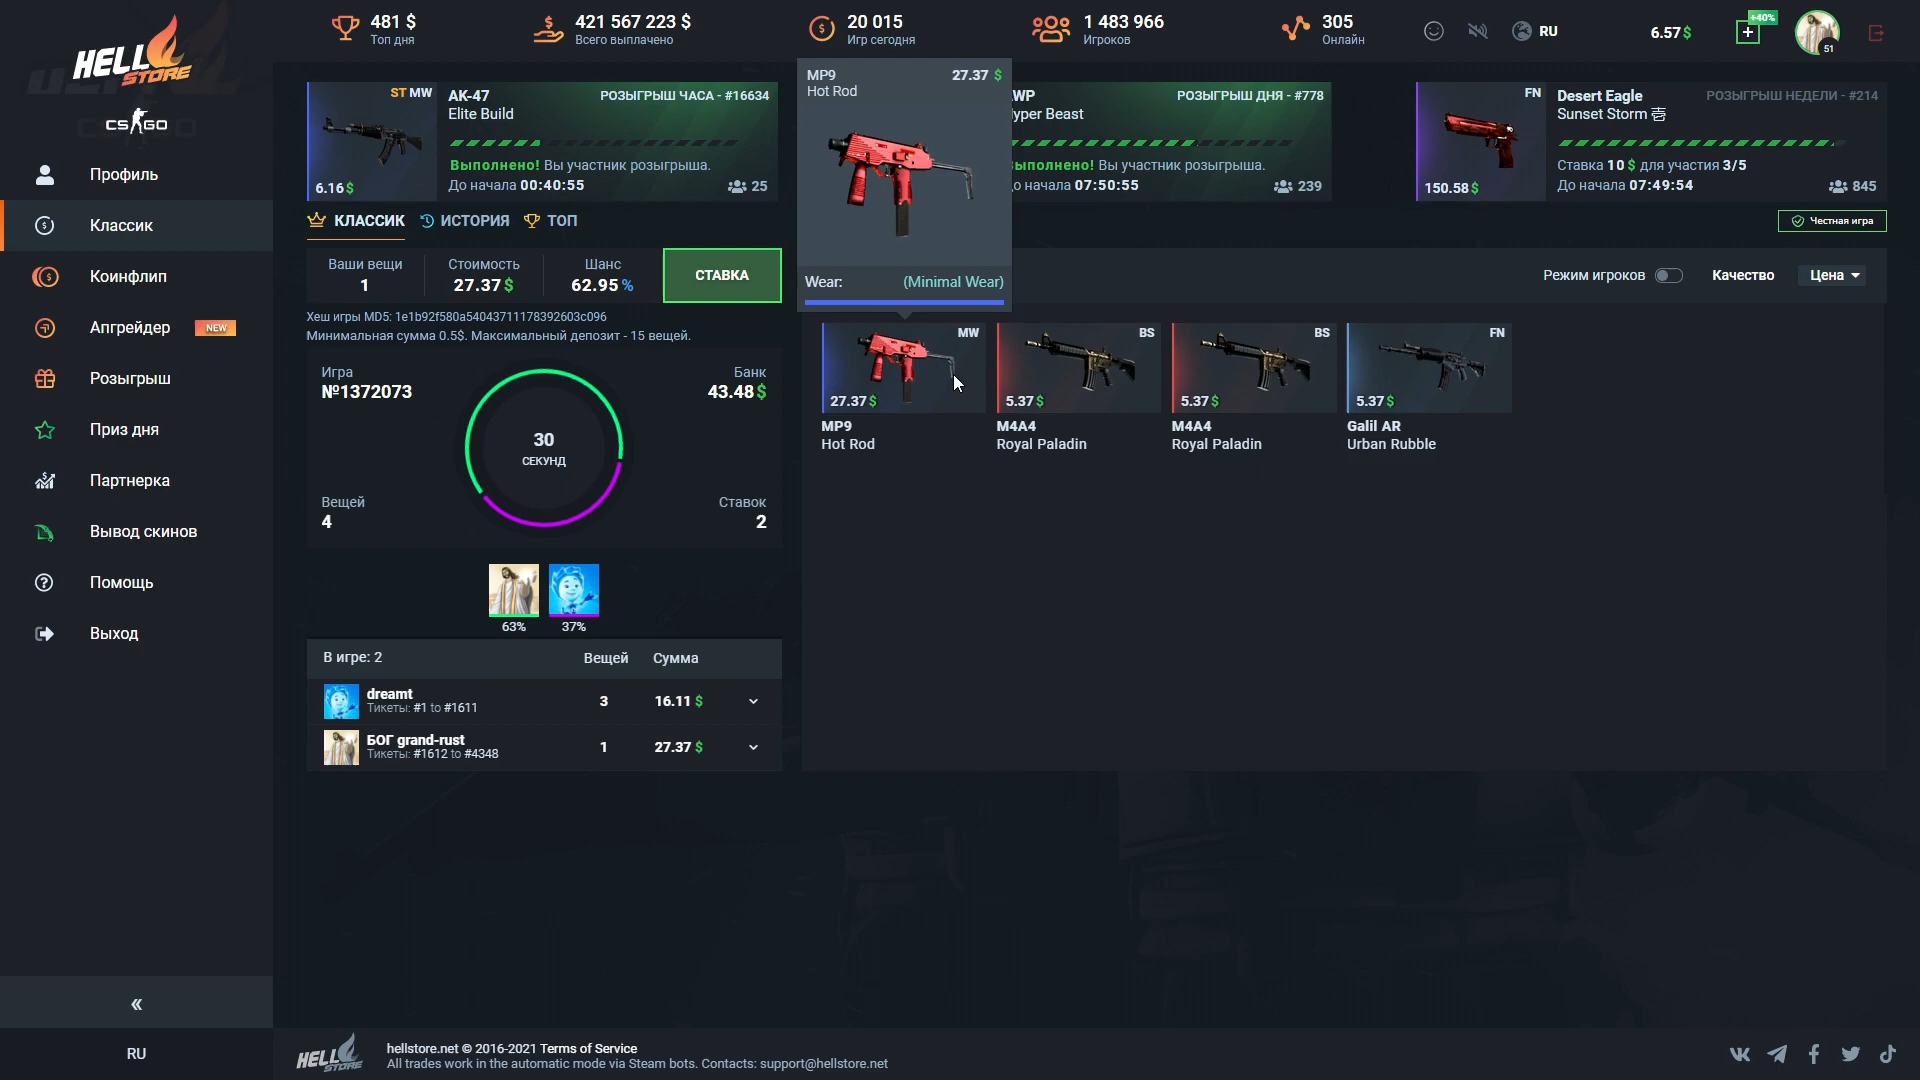 HELL STORE
CS GO
Профиль
Классик
Коинфлип
Апгрейдер NEW
Розыгрыш
Приз дня
Партнерка
Вывод скинов
Помощь
Выход
«
RU
481 $
Топ дня
421 567 223 $
Всего выплачено
20 015
Игр сегодня
1 483 966
Игроков
305
Онлайн
RU
6.57 $
+40%
51
ST MW
6.16 $
AK-47
Elite Build
РОЗЫГРЫШ ЧАСА - #16634
Выполнено! Вы участник розыгрыша.
До начала 00:40:55
25
MP9 27.37 $
Hot Rod
Wear: (Minimal Wear)
WP
yper Beast
РОЗЫГРЫШ ДНЯ - #778
ыполнено! Вы участник розыгрыша.
о начала 07:50:55
239
FN
150.58 $
Desert Eagle
Sunset Storm 壱
РОЗЫГРЫШ НЕДЕЛИ - #214
Ставка 10 $ для участия 3/5
До начала 07:49:54
845
КЛАССИК ИСТОРИЯ ТОП
Честная игра
Ваши вещи
1
Стоимость
27.37 $
Шанс
62.95 %
СТАВКА
Режим игроков Качество Цена
Хеш игры MD5: 1e1b92f580a54043711178392603c096
Минимальная сумма 0.5$. Максимальный депозит - 15 вещей.
Игра
№1372073
Банк
43.48 $
30
СЕКУНД
Вещей
4
Ставок
2
63% 37%
В игре: 2 Вещей Сумма
dreamt
Тикеты: #1 to #1611
3 16.11 $
БОГ grand-rust
Тикеты: #1612 to #4348
1 27.37 $
MW
27.37 $
MP9
Hot Rod
BS
5.37 $
M4A4
Royal Paladin
BS
5.37 $
M4A4
Royal Paladin
FN
5.37 $
Galil AR
Urban Rubble
HELL STORE
hellstore.net © 2016-2021 Terms of Service
All trades work in the automatic mode via Steam bots. Contacts: support@hellstore.net